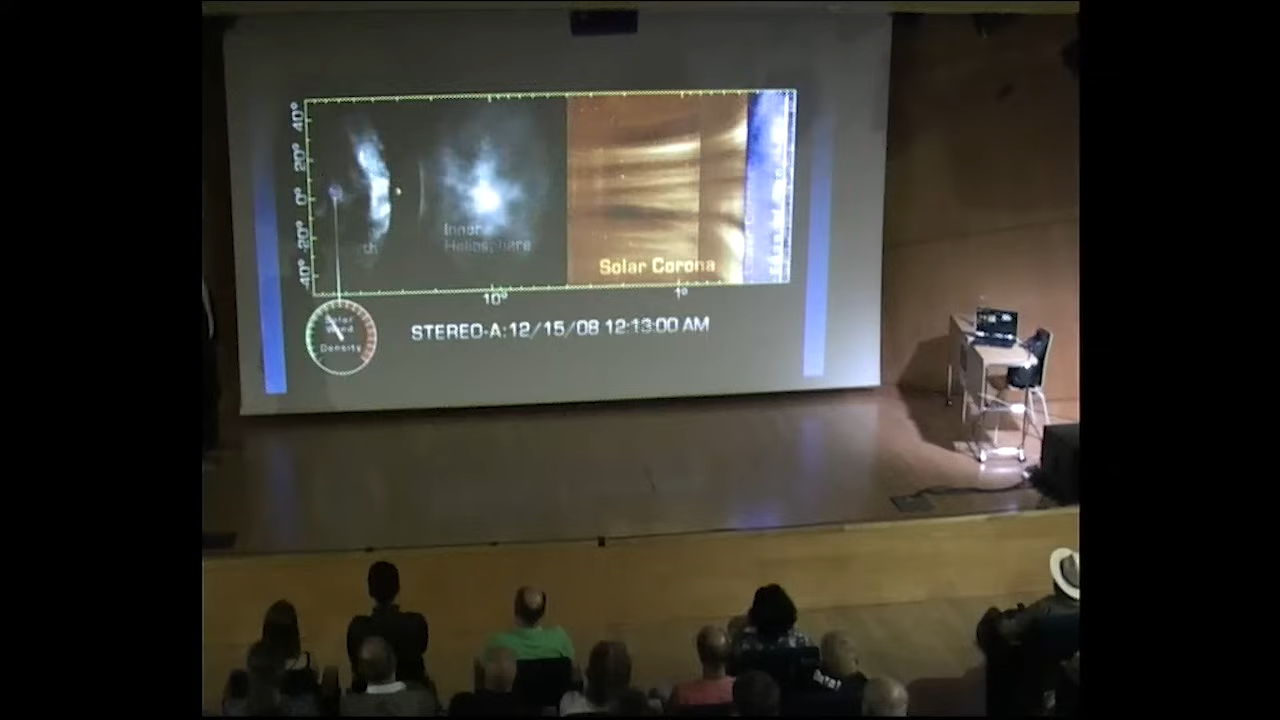 40°
20°
0°
-20°
-40°
Inner
Heliosphere
Solar Corona
10°
1°
Solar
Wind
Density
STEREO-A: 12/15/08 12:13:00 AM